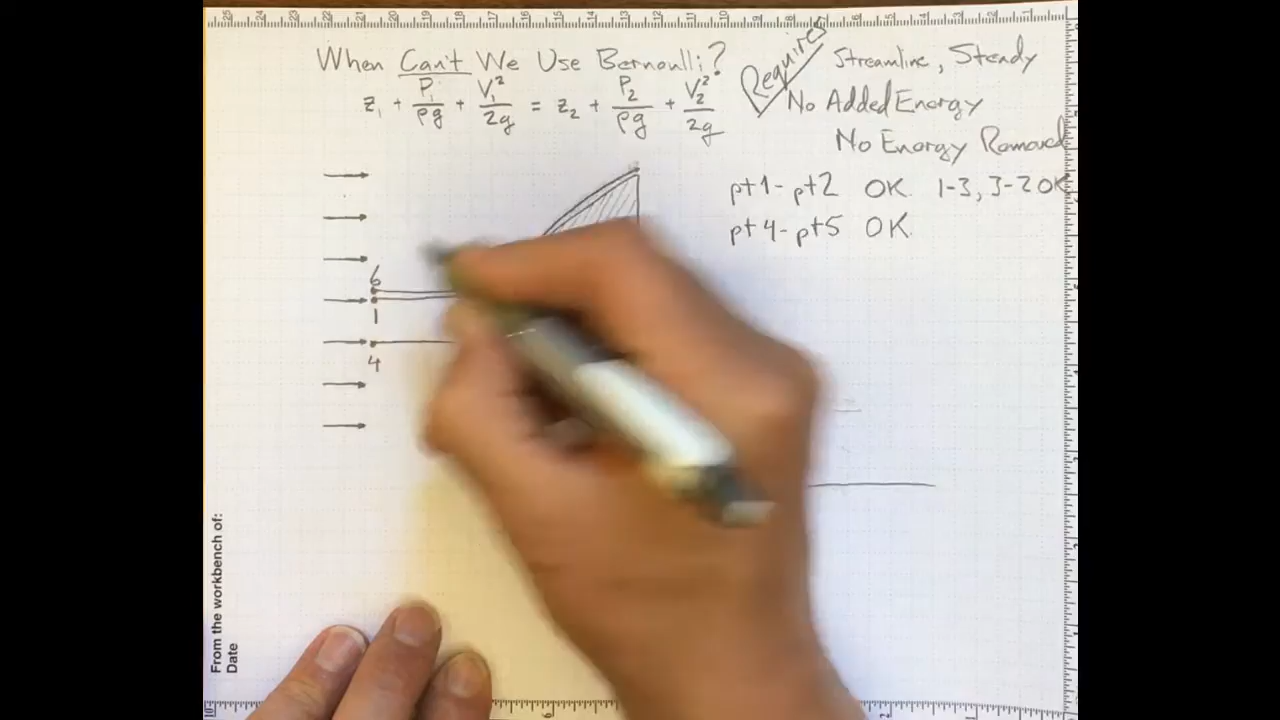 When Can't We Use Bernoulli?
z₁ + P₁/ρg + V₁²/2g = z₂ + P₂/ρg + V₂²/2g
Requires
Streamline, Steady
No Added Energy
No Energy Removed
pt1-pt2 OK 1-3, 3-2 OK
pt4-pt5 OK.
6
1
4
From the workbench of:
Date